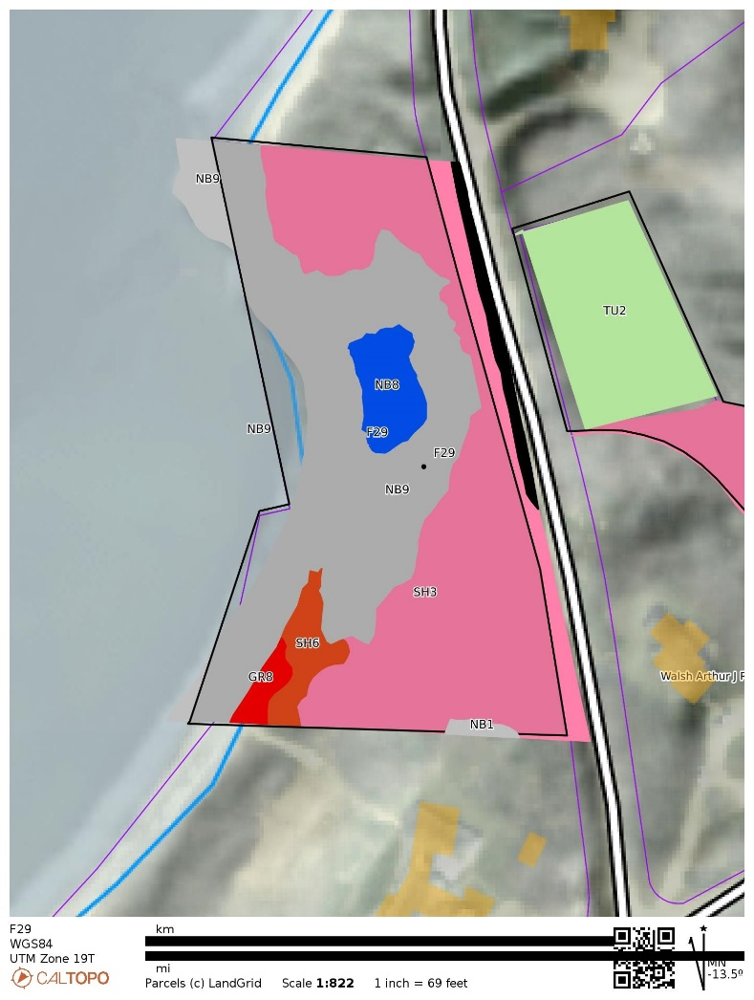 NB9
TU2
NB8
NB9
F29
F29
NB9
SH3
SH6
GR8
Walsh Arthur J
NB1
F29
WGS84
UTM Zone 19T
CALTOPO
km
mi
Parcels (c) LandGrid Scale 1:822 1 inch = 69 feet
MN
-13.5º